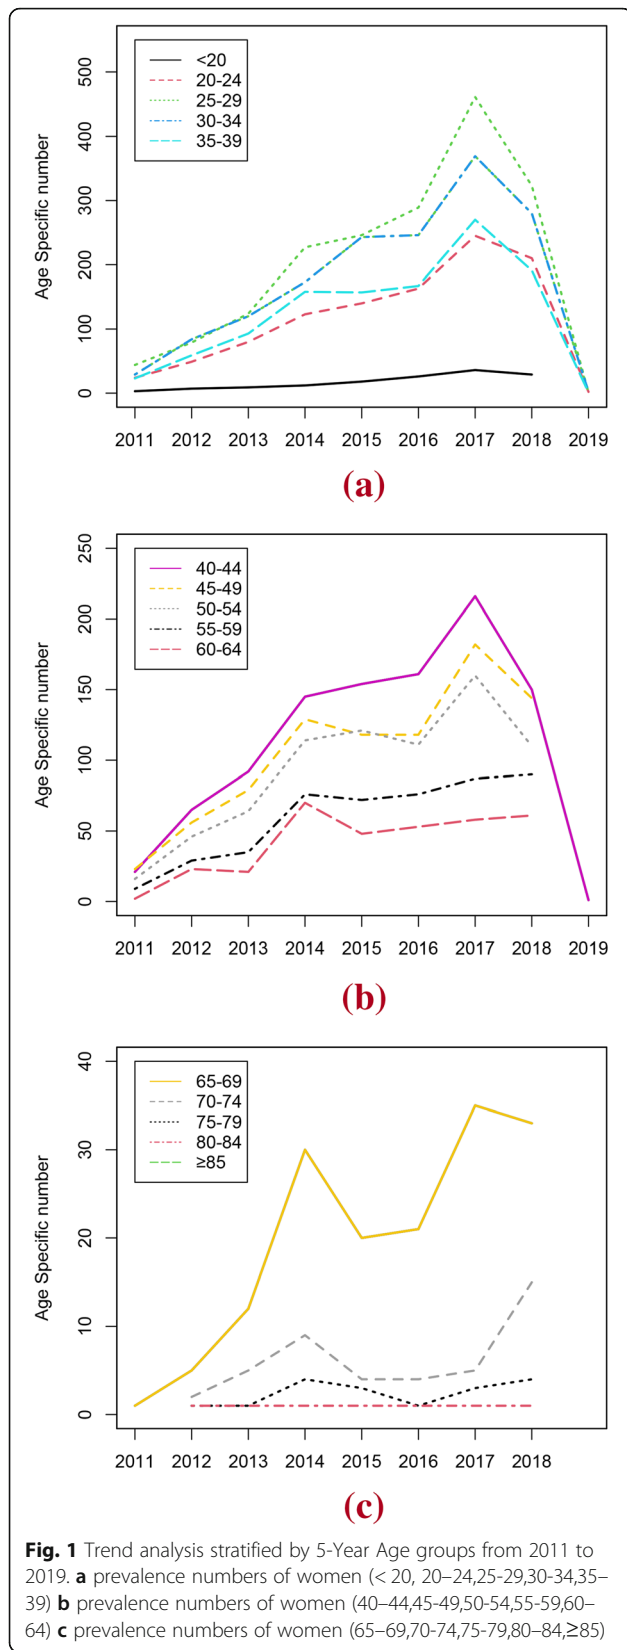 <20
20-24
25-29
30-34
35-39
Age Specific number
0 100 200 300 400 500
2011 2012 2013 2014 2015 2016 2017 2018 2019
(a)
40-44
45-49
50-54
55-59
60-64
Age Specific number
0 50 100 150 200 250
2011 2012 2013 2014 2015 2016 2017 2018 2019
(b)
65-69
70-74
75-79
80-84
≥85
Age Specific number
0 10 20 30 40
2011 2012 2013 2014 2015 2016 2017 2018
(c)
Fig. 1 Trend analysis stratified by 5-Year Age groups from 2011 to
2019. a prevalence numbers of women (< 20, 20–24,25-29,30-34,35–
39) b prevalence numbers of women (40–44,45-49,50-54,55-59,60–
64) c prevalence numbers of women (65–69,70-74,75-79,80–84,≥85)